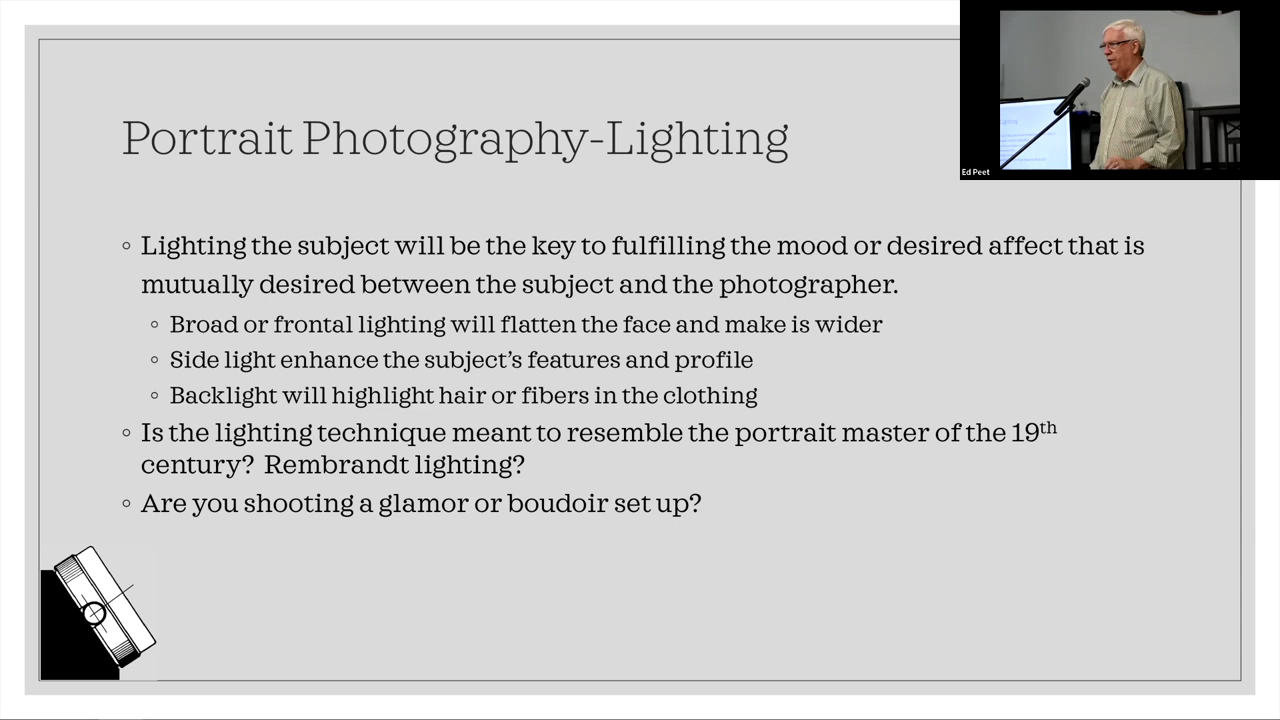 Portrait Photography-Lighting
Ed Peet
◦ Lighting the subject will be the key to fulfilling the mood or desired affect that is
mutually desired between the subject and the photographer.
◦ Broad or frontal lighting will flatten the face and make is wider
◦ Side light enhance the subject’s features and profile
◦ Backlight will highlight hair or fibers in the clothing
◦ Is the lighting technique meant to resemble the portrait master of the 19th
century? Rembrandt lighting?
◦ Are you shooting a glamor or boudoir set up?